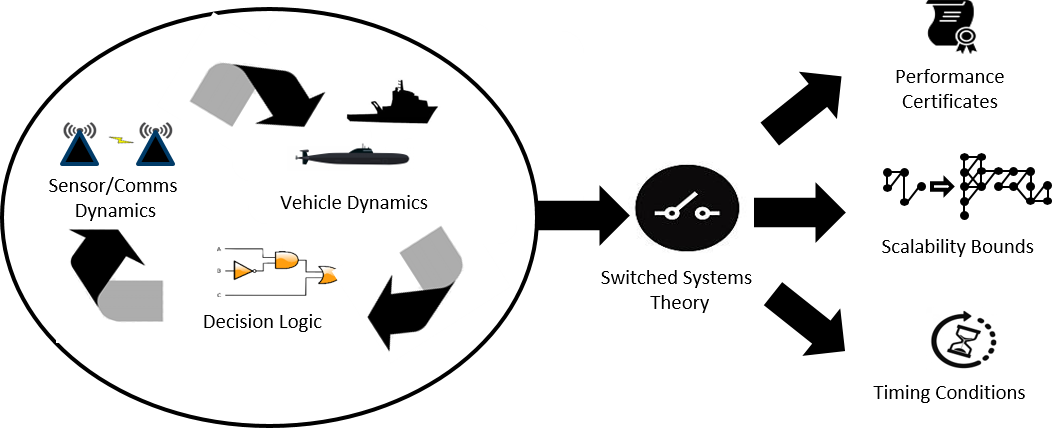 Sensor/Comms
Dynamics
Vehicle Dynamics
A
B
C
Decision Logic
Switched Systems
Theory
Performance
Certificates
Scalability Bounds
Timing Conditions